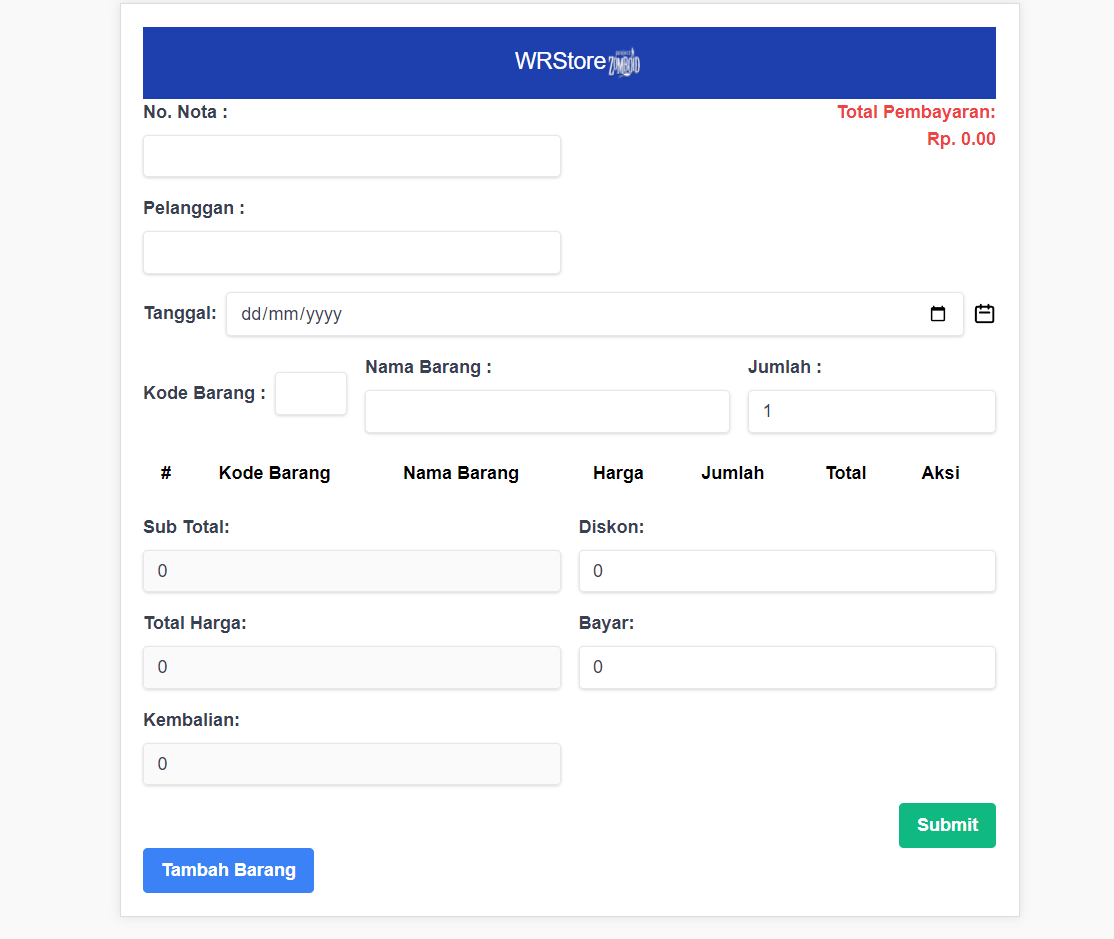 WRStore ZOMBOID
No. Nota :
Total Pembayaran:
Rp. 0.00
Pelanggan :
Tanggal: dd/mm/yyyy
Kode Barang :
Nama Barang :
Jumlah :
1
# Kode Barang Nama Barang Harga Jumlah Total Aksi
Sub Total: Diskon:
0 0
Total Harga: Bayar:
0 0
Kembalian:
0
Submit
Tambah Barang